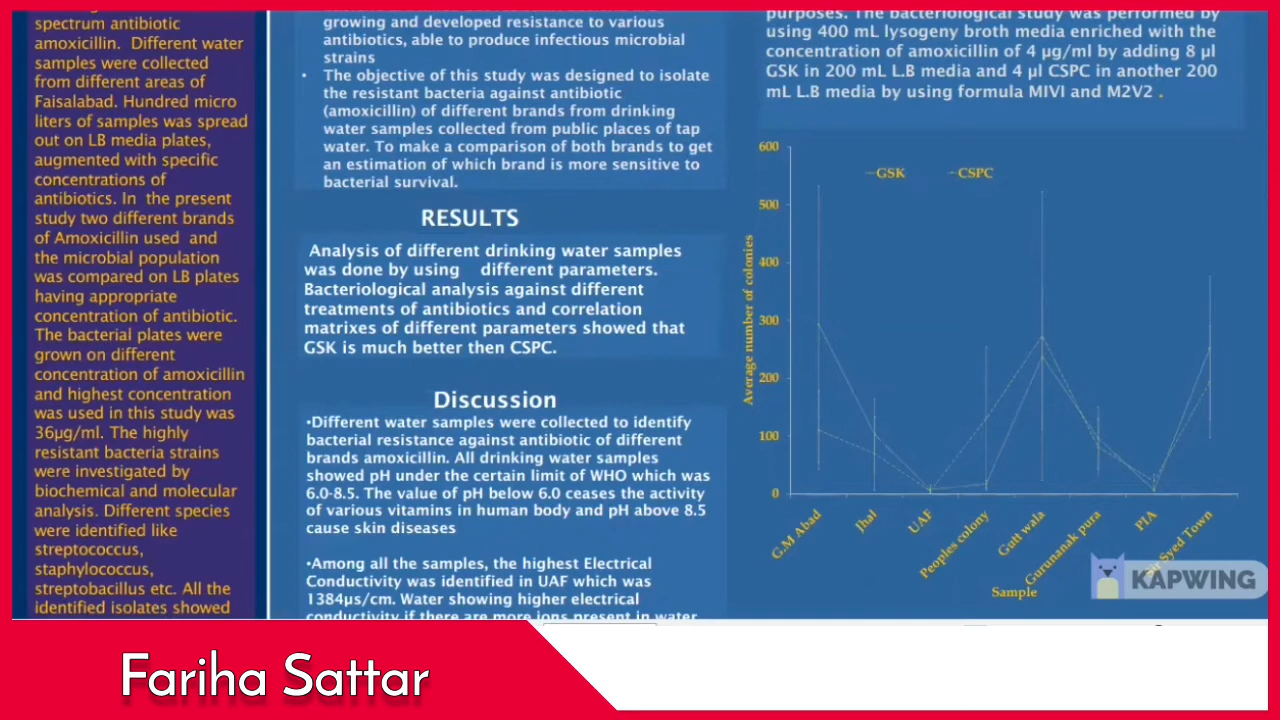 spectrum antibiotic
amoxicillin. Different water
samples were collected
from different areas of
Faisalabad. Hundred micro
liters of samples was spread
out on LB media plates,
augmented with specific
concentrations of
antibiotics. In the present
study two different brands
of Amoxicillin used and
the microbial population
was compared on LB plates
having appropriate
concentration of antibiotic.
The bacterial plates were
grown on different
concentration of amoxicillin
and highest concentration
was used in this study was
36µg/ml. The highly
resistant bacteria strains
were investigated by
biochemical and molecular
analysis. Different species
were identified like
streptococcus,
staphylococcus,
streptobacillus etc. All the
identified isolates showed
growing and developed resistance to various
antibiotics, able to produce infectious microbial
strains
• The objective of this study was designed to isolate
the resistant bacteria against antibiotic
(amoxicillin) of different brands from drinking
water samples collected from public places of tap
water. To make a comparison of both brands to get
an estimation of which brand is more sensitive to
bacterial survival.
RESULTS
Analysis of different drinking water samples
was done by using different parameters.
Bacteriological analysis against different
treatments of antibiotics and correlation
matrixes of different parameters showed that
GSK is much better then CSPC.
Discussion
•Different water samples were collected to identify
bacterial resistance against antibiotic of different
brands amoxicillin. All drinking water samples
showed pH under the certain limit of WHO which was
6.0-8.5. The value of pH below 6.0 ceases the activity
of various vitamins in human body and pH above 8.5
cause skin diseases
•Among all the samples, the highest Electrical
Conductivity was identified in UAF which was
1384µs/cm. Water showing higher electrical
conductivity if there are more ions present in water
purposes. The bacteriological study was performed by
using 400 mL lysogeny broth media enriched with the
concentration of amoxicillin of 4 µg/ml by adding 8 µl
GSK in 200 mL L.B media and 4 µl CSPC in another 200
mL L.B media by using formula MIVI and M2V2 .
GSK
CSPC
Average number of colonies
600
500
400
300
200
100
0
G.M Abad
Jhal
UAF
Peoples colony
Gutt wala
Gurunanak pura
PIA
Syed Town
Sample
KAPWING
Fariha Sattar